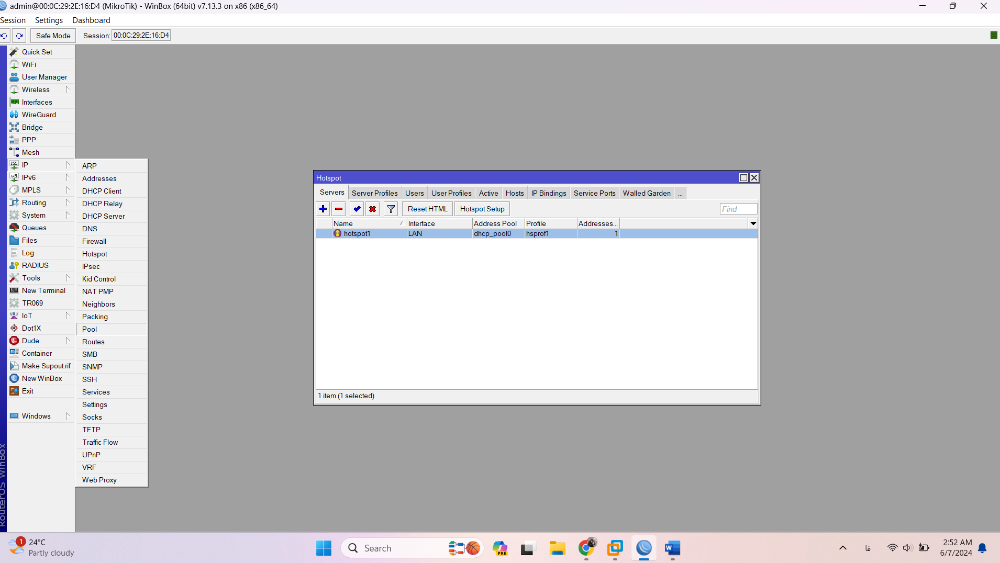 admin@00:0C:29:2E:16:D4 (MikroTik) - WinBox (64bit) v7.13.3 on x86 (x86_64)
Session Settings Dashboard
Safe Mode Session: 00:0C:29:2E:16:D4
Quick Set
WiFi
User Manager
Wireless
Interfaces
WireGuard
Bridge
PPP
Mesh
IP
IPv6
MPLS
Routing
System
Queues
Files
Log
RADIUS
Tools
New Terminal
TR069
IoT
Dot1X
Dude
Container
Make Supout.rif
New WinBox
Exit
Windows
RouterOS WinBox
ARP
Addresses
DHCP Client
DHCP Relay
DHCP Server
DNS
Firewall
Hotspot
IPsec
Kid Control
NAT PMP
Neighbors
Packing
Pool
Routes
SMB
SNMP
SSH
Services
Settings
Socks
TFTP
Traffic Flow
UPnP
VRF
Web Proxy
Hotspot
Servers Server Profiles Users User Profiles Active Hosts IP Bindings Service Ports Walled Garden ...
Reset HTML Hotspot Setup Find
Name Interface Address Pool Profile Addresses...
hotspot1 LAN dhcp_pool0 hsprof1 1
1 item (1 selected)
1
24°C
Partly cloudy
Search
PRE
W
فا
2:52 AM
6/7/2024